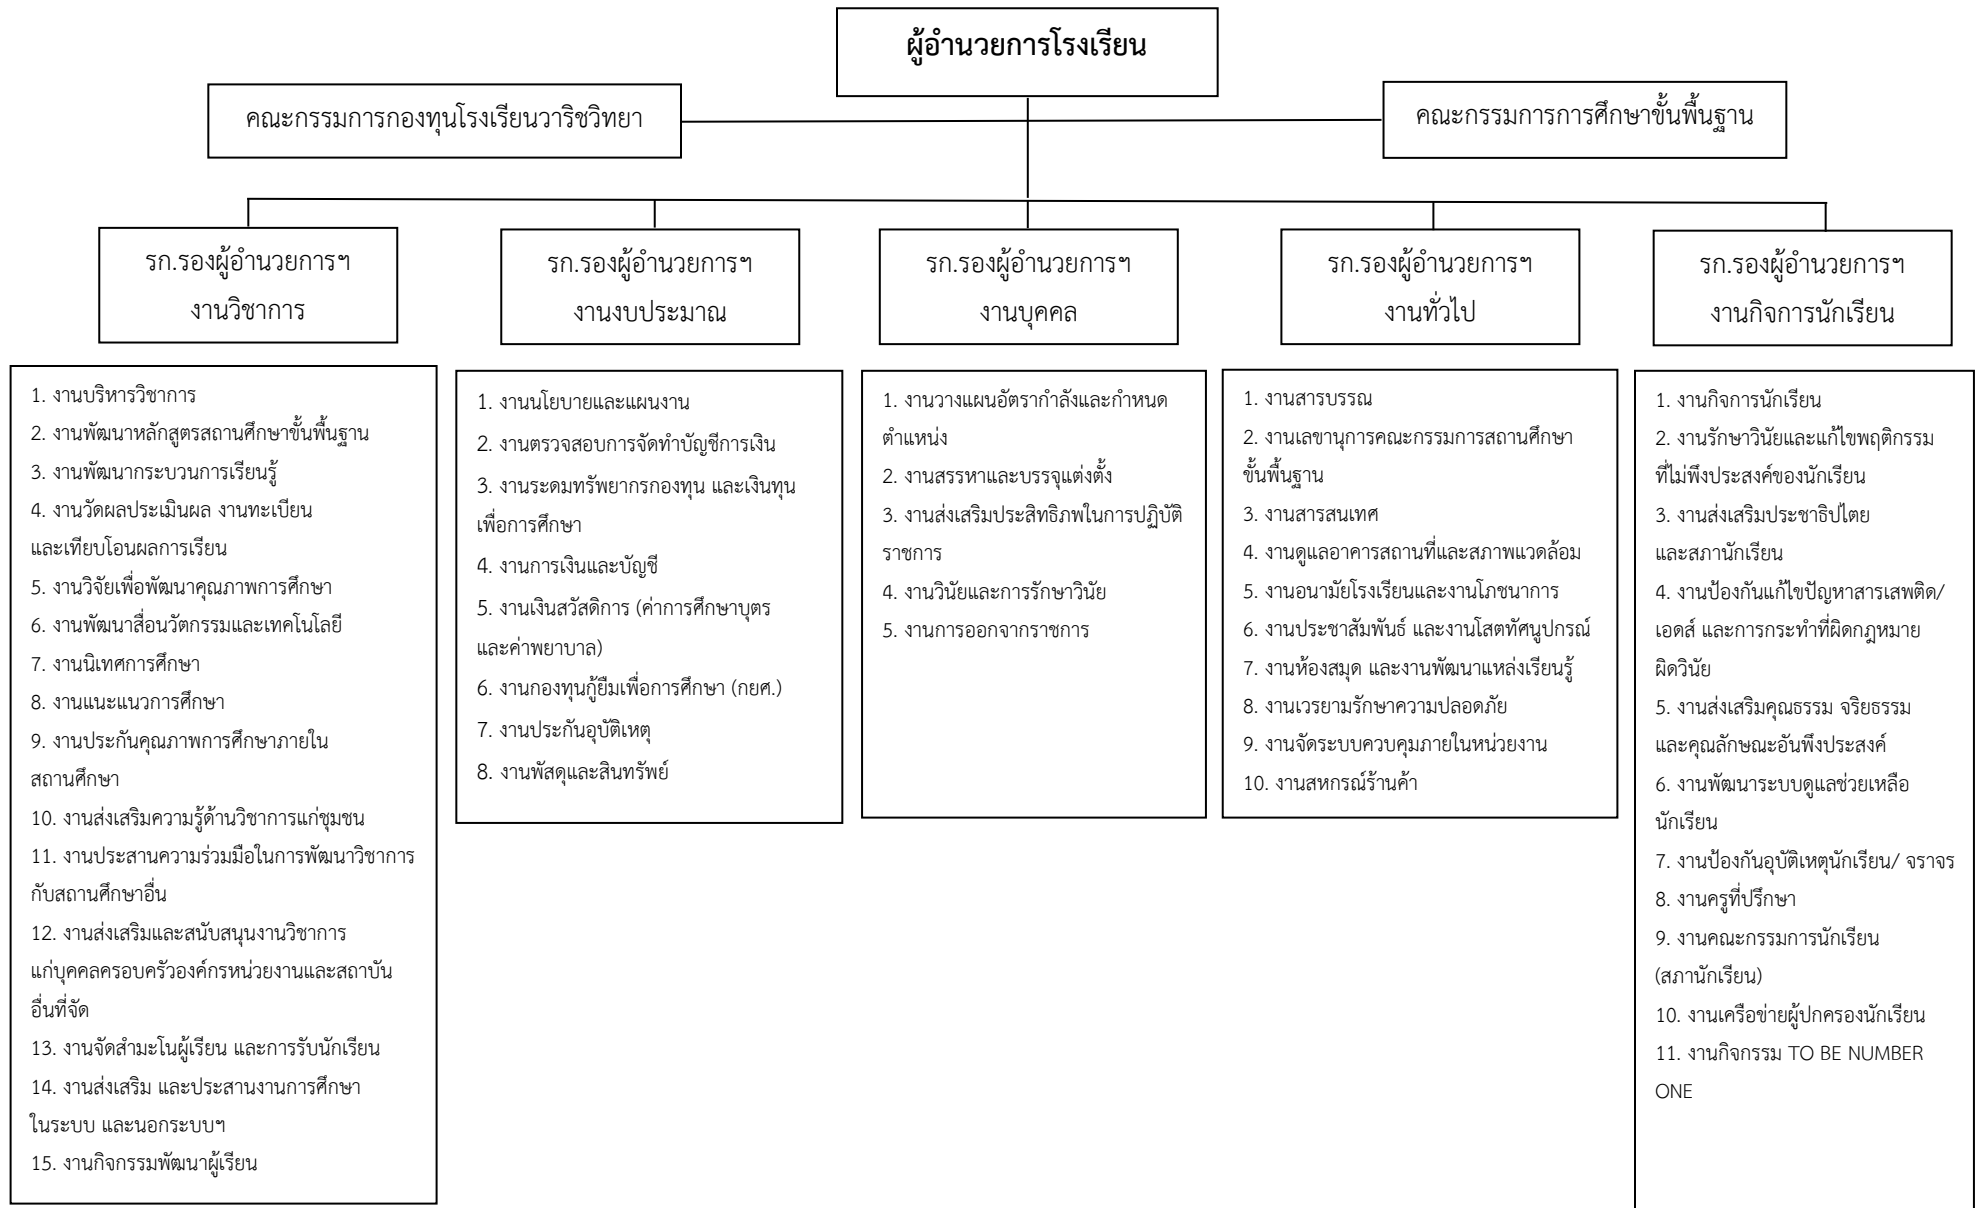 ผู้อำนวยการโรงเรียน
คณะกรรมการกองทุนโรงเรียนวาริชวิทยา
คณะกรรมการการศึกษาขั้นพื้นฐาน
รก.รองผู้อำนวยการฯ
งานวิชาการ
รก.รองผู้อำนวยการฯ
งานงบประมาณ
รก.รองผู้อำนวยการฯ
งานบุคคล
รก.รองผู้อำนวยการฯ
งานทั่วไป
รก.รองผู้อำนวยการฯ
งานกิจการนักเรียน
1. งานบริหารวิชาการ
2. งานพัฒนาหลักสูตรสถานศึกษาขั้นพื้นฐาน
3. งานพัฒนากระบวนการเรียนรู้
4. งานวัดผลประเมินผล งานทะเบียน
และเทียบโอนผลการเรียน
5. งานวิจัยเพื่อพัฒนาคุณภาพการศึกษา
6. งานพัฒนาสื่อนวัตกรรมและเทคโนโลยี
7. งานนิเทศการศึกษา
8. งานแนะแนวการศึกษา
9. งานประกันคุณภาพการศึกษาภายใน
สถานศึกษา
10. งานส่งเสริมความรู้ด้านวิชาการแก่ชุมชน
11. งานประสานความร่วมมือในการพัฒนาวิชาการ
กับสถานศึกษาอื่น
12. งานส่งเสริมและสนับสนุนงานวิชาการ
แก่บุคคลครอบครัวองค์กรหน่วยงานและสถาบัน
อื่นที่จัด
13. งานจัดสำมะโนผู้เรียน และการรับนักเรียน
14. งานส่งเสริม และประสานงานการศึกษา
ในระบบ และนอกระบบฯ
15. งานกิจกรรมพัฒนาผู้เรียน
1. งานนโยบายและแผนงาน
2. งานตรวจสอบการจัดทำบัญชีการเงิน
3. งานระดมทรัพยากรกองทุน และเงินทุน
เพื่อการศึกษา
4. งานการเงินและบัญชี
5. งานเงินสวัสดิการ (ค่าการศึกษาบุตร
และค่าพยาบาล)
6. งานกองทุนกู้ยืมเพื่อการศึกษา (กยศ.)
7. งานประกันอุบัติเหตุ
8. งานพัสดุและสินทรัพย์
1. งานวางแผนอัตรากำลังและกำหนด
ตำแหน่ง
2. งานสรรหาและบรรจุแต่งตั้ง
3. งานส่งเสริมประสิทธิภพในการปฏิบัติ
ราชการ
4. งานวินัยและการรักษาวินัย
5. งานการออกจากราชการ
1. งานสารบรรณ
2. งานเลขานุการคณะกรรมการสถานศึกษา
ขั้นพื้นฐาน
3. งานสารสนเทศ
4. งานดูแลอาคารสถานที่และสภาพแวดล้อม
5. งานอนามัยโรงเรียนและงานโภชนาการ
6. งานประชาสัมพันธ์ และงานโสตทัศนูปกรณ์
7. งานห้องสมุด และงานพัฒนาแหล่งเรียนรู้
8. งานเวรยามรักษาความปลอดภัย
9. งานจัดระบบควบคุมภายในหน่วยงาน
10. งานสหกรณ์ร้านค้า
1. งานกิจการนักเรียน
2. งานรักษาวินัยและแก้ไขพฤติกรรม
ที่ไม่พึงประสงค์ของนักเรียน
3. งานส่งเสริมประชาธิปไตย
และสภานักเรียน
4. งานป้องกันแก้ไขปัญหาสารเสพติด/
เอดส์ และการกระทำที่ผิดกฎหมาย
ผิดวินัย
5. งานส่งเสริมคุณธรรม จริยธรรม
และคุณลักษณะอันพึงประสงค์
6. งานพัฒนาระบบดูแลช่วยเหลือ
นักเรียน
7. งานป้องกันอุบัติเหตุนักเรียน/ จราจร
8. งานครูที่ปรึกษา
9. งานคณะกรรมการนักเรียน
(สภานักเรียน)
10. งานเครือข่ายผู้ปกครองนักเรียน
11. งานกิจกรรม TO BE NUMBER
ONE